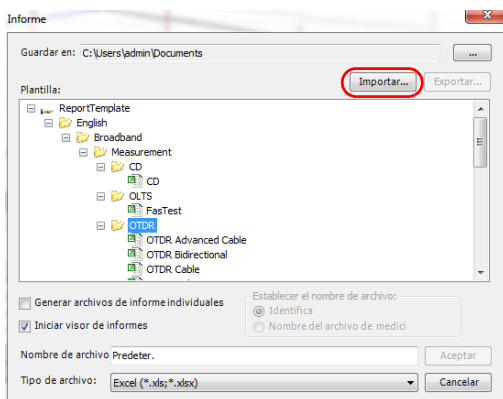 Informe
Guardar en: C:\Users\admin\Documents ...
Importar... Exportar...
Plantilla:
ReportTemplate
English
Broadband
Measurement
CD
CD
OLTS
FasTest
OTDR
OTDR Advanced Cable
OTDR Bidirectional
OTDR Cable
Generar archivos de informe individuales
Establecer el nombre de archivo:
Identifica
Iniciar visor de informes
Nombre del archivo de medici
Nombre de archivo Predeter. Aceptar
Tipo de archivo: Excel (*.xls;*.xlsx) Cancelar